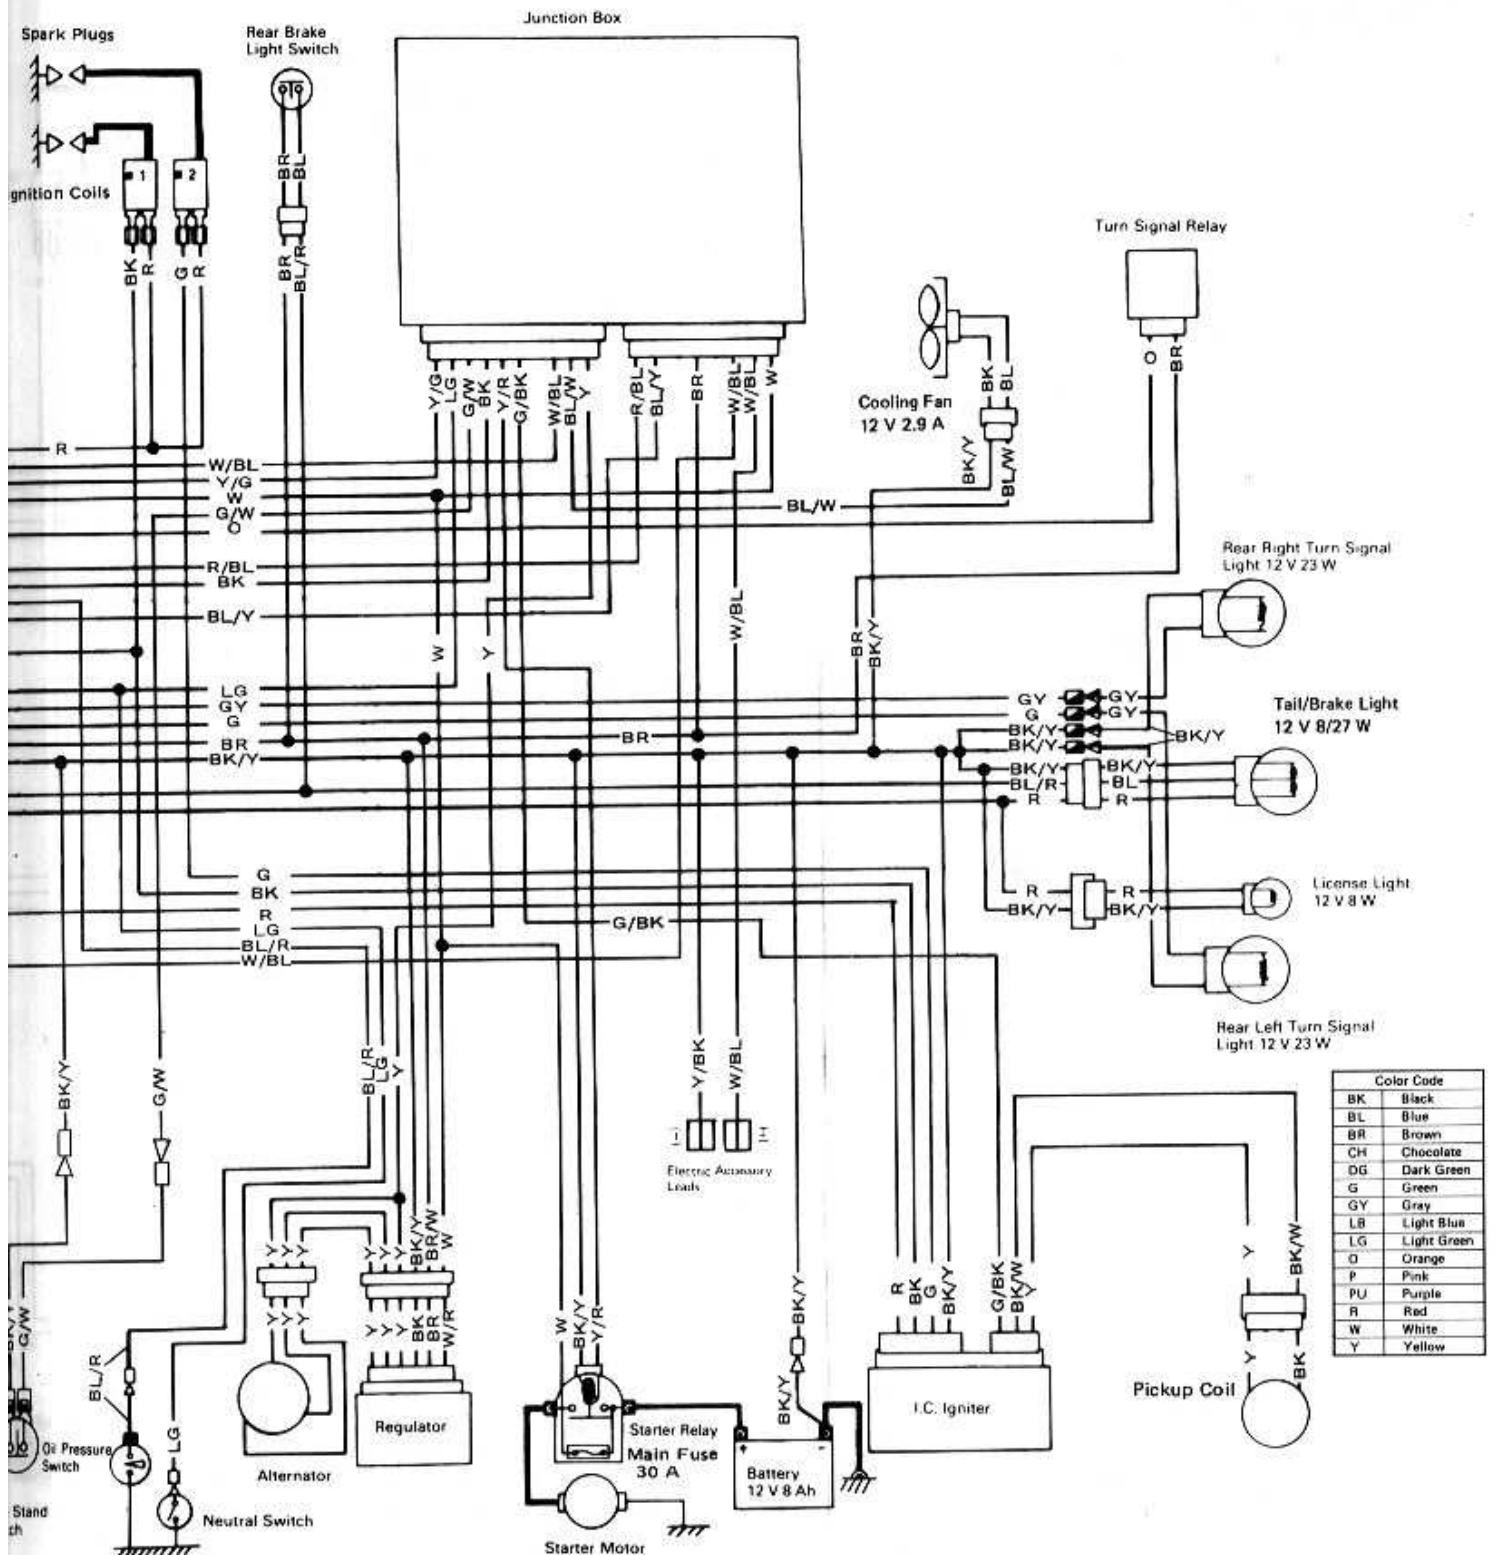 Junction Box
Spark Plugs
Rear Brake
Light Switch
1
2
gnition Coils
BR
BL
BR
BL/R
BK
R
G
R
Turn Signal Relay
O
BR
Cooling Fan
12 V 2.9 A
BK
BL
BK/Y
BL/W
Y/G
LG
G/W
BK
Y/R
G/BK
W/BL
BL/W
Y
R/BL
BL/Y
BR
W/BL
W/BL
W
R
W/BL
Y/G
W
G/W
O
BL/W
R/BL
BK
BL/Y
W
Y
W/BL
BR
BK/Y
Rear Right Turn Signal
Light 12 V 23 W
LG
GY
G
BR
BK/Y
BR
GY
GY
G
GY
BK/Y
BK/Y
BK/Y
Tail/Brake Light
12 V 8/27 W
BK/Y
BK/Y
BL/R
BL
R
R
G
BK
R
LG
BL/R
W/BL
G/BK
R
R
BK/Y
BK/Y
License Light
12 V 8 W
Rear Left Turn Signal
Light 12 V 23 W
BK/Y
G/W
BL/R
LG
Y
Y/BK
W/BL
(-)
Electric Accessory
Leads
Color Code
BK Black
BL Blue
BR Brown
CH Chocolate
DG Dark Green
G Green
GY Gray
LB Light Blue
LG Light Green
O Orange
P Pink
PU Purple
R Red
W White
Y Yellow
Y
Y
Y
Y
Y
Y
BK/Y
BR/W
W
Y
Y
Y
Y
Y
Y
BK
BR
W/R
W
BK/Y
Y/R
BK/Y
BK/Y
R
BK
G
BK/Y
G/BK
BK/W
Y
Y
BK/W
Y
BK
G/W
BL/R
LG
Pickup Coil
I.C. Igniter
Regulator
Starter Relay
Main Fuse
30 A
+
-
Battery
12 V 8 Ah
Oil Pressure
Switch
Alternator
Stand
ch
Neutral Switch
Starter Motor